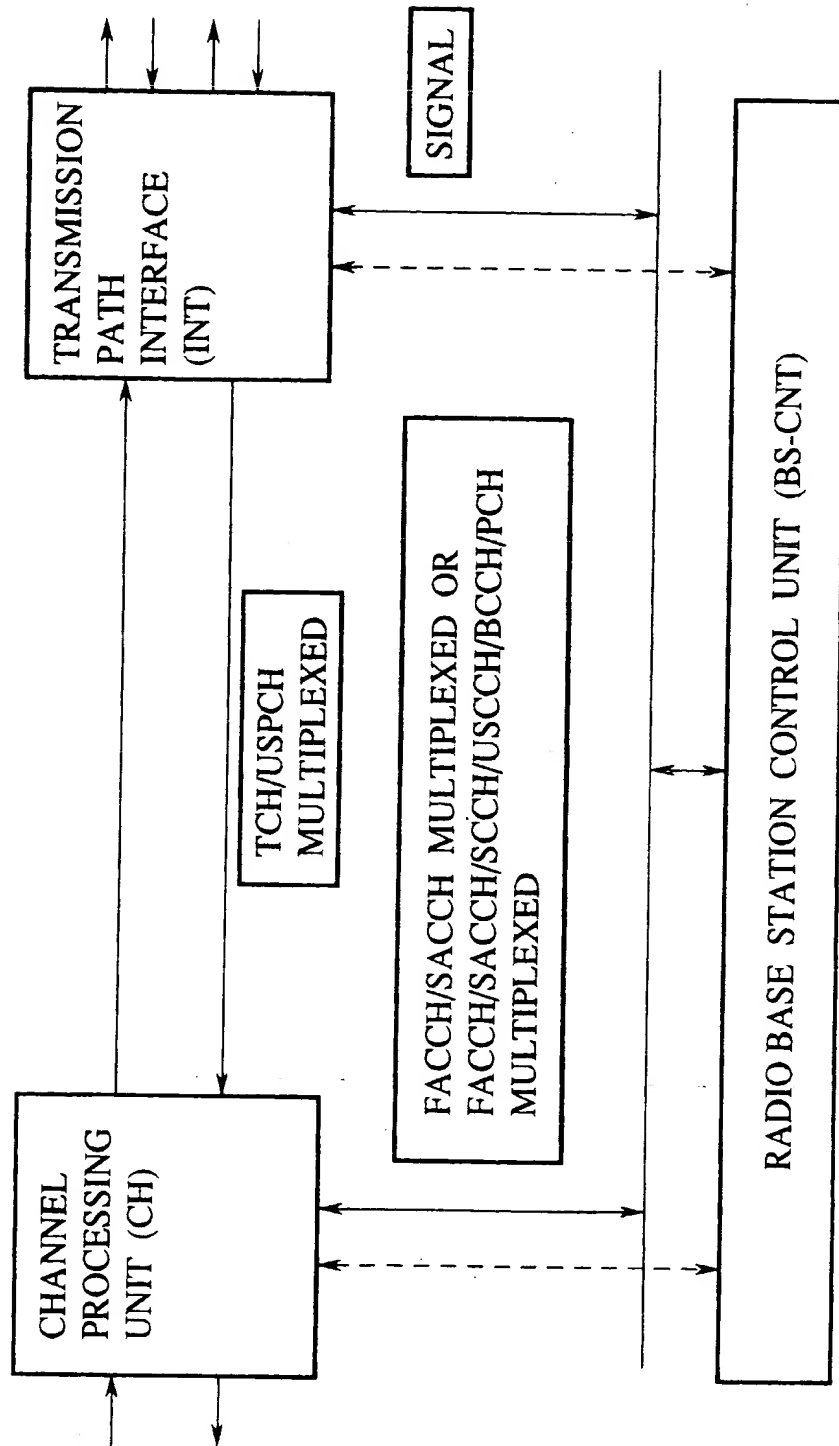 CHANNEL
PROCESSING
UNIT (CH)
TRANSMISSION
PATH
INTERFACE
(INT)
TCH/USPCH
MULTIPLEXED
SIGNAL
FACCH/SACCH MULTIPLEXED OR
FACCH/SACCH/SCCH/USCCH/BCCH/PCH
MULTIPLEXED
RADIO BASE STATION CONTROL UNIT (BS-CNT)